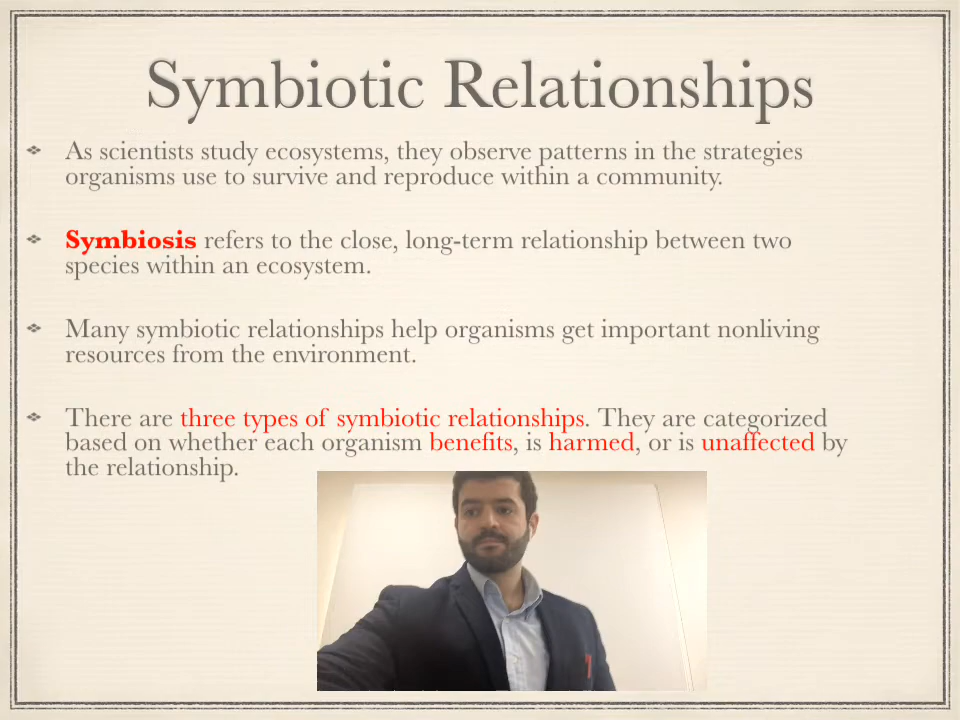 Symbiotic Relationships
As scientists study ecosystems, they observe patterns in the strategies
organisms use to survive and reproduce within a community.
Symbiosis refers to the close, long-term relationship between two
species within an ecosystem.
Many symbiotic relationships help organisms get important nonliving
resources from the environment.
There are three types of symbiotic relationships. They are categorized
based on whether each organism benefits, is harmed, or is unaffected by
the relationship.